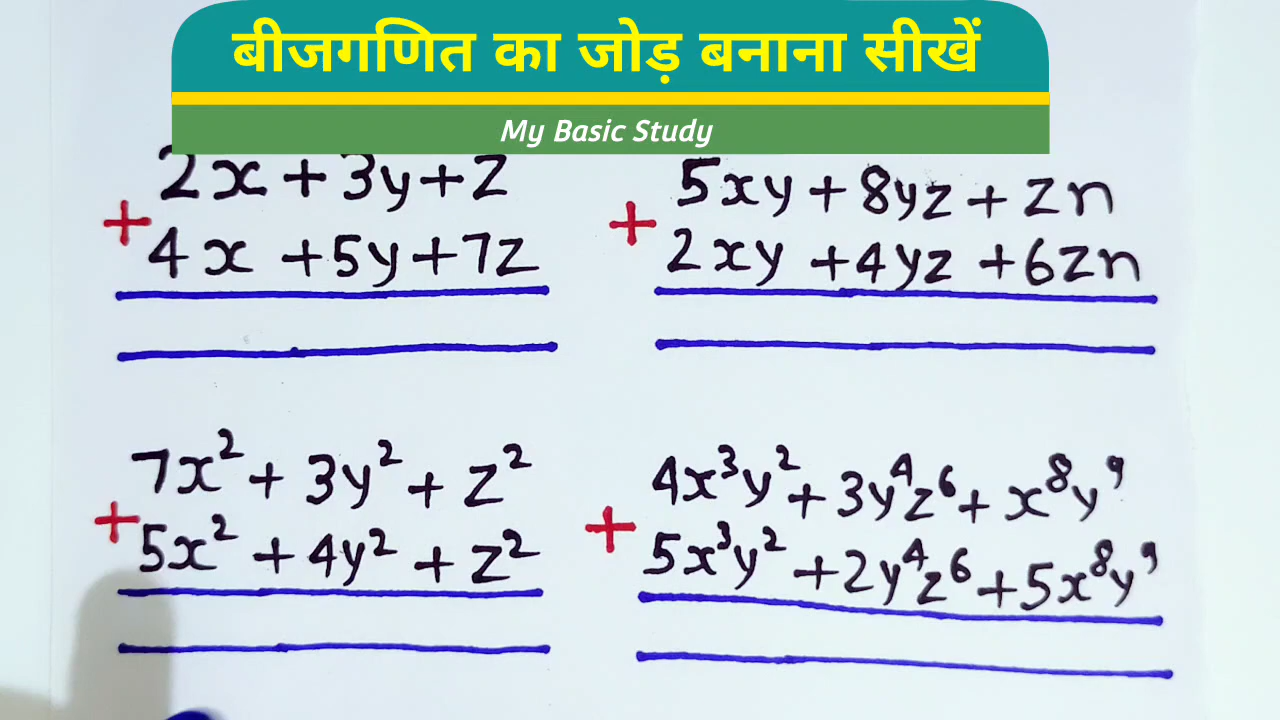 बीजगणित का जोड़ बनाना सीखें
My Basic Study
2x + 3y + z
+ 4x + 5y + 7z
5xy + 8yz + zn
+ 2xy + 4yz + 6zn
7x² + 3y² + z²
+ 5x² + 4y² + z²
4x³y² + 3y⁴z⁶ + x⁸y⁹
+ 5x³y² + 2y⁴z⁶ + 5x⁸y⁹